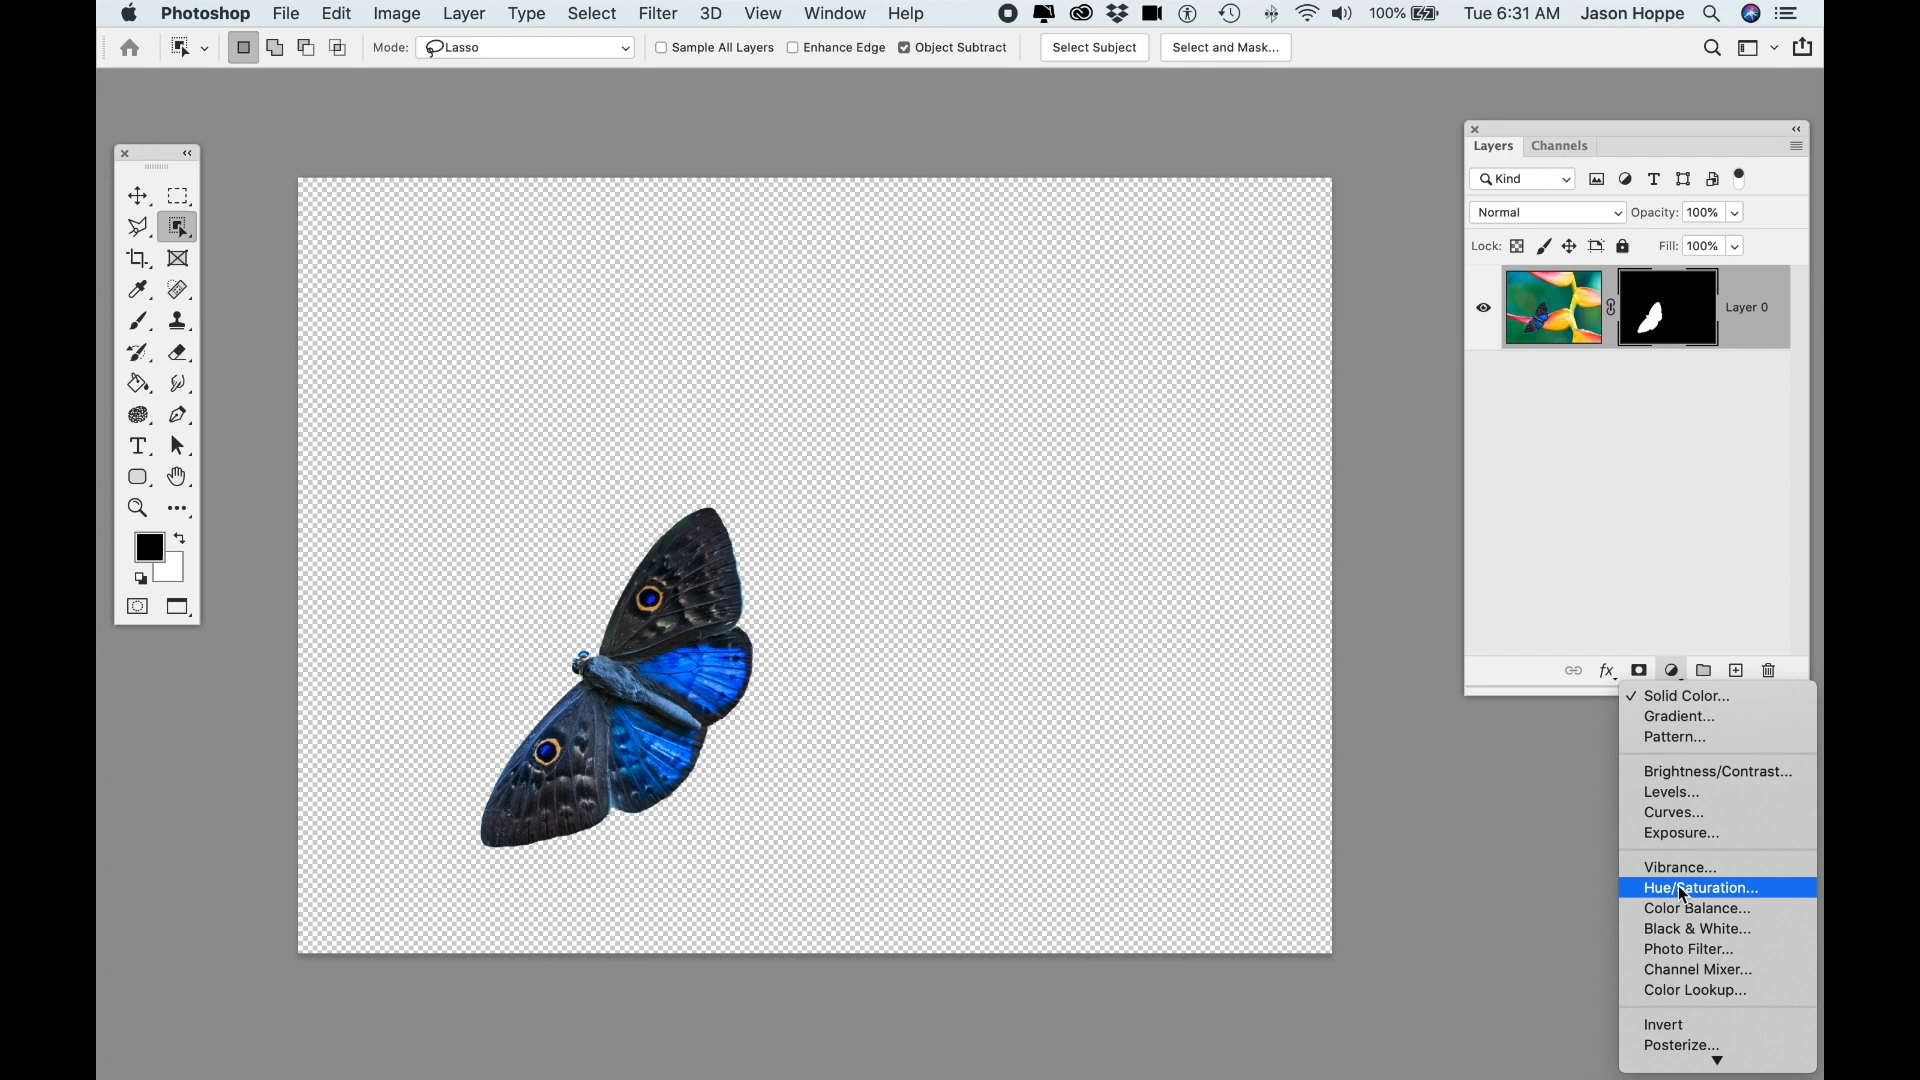 Photoshop File Edit Image Layer Type Select Filter 3D View Window Help 100% Tue 6:31 AM Jason Hoppe
Mode: Lasso Sample All Layers Enhance Edge Object Subtract Select Subject Select and Mask...
Layers Channels
Kind
Normal Opacity: 100%
Lock: Fill: 100%
Layer 0
fx
Solid Color...
Gradient...
Pattern...
Brightness/Contrast...
Levels...
Curves...
Exposure...
Vibrance...
Hue/Saturation...
Color Balance...
Black & White...
Photo Filter...
Channel Mixer...
Color Lookup...
Invert
Posterize...